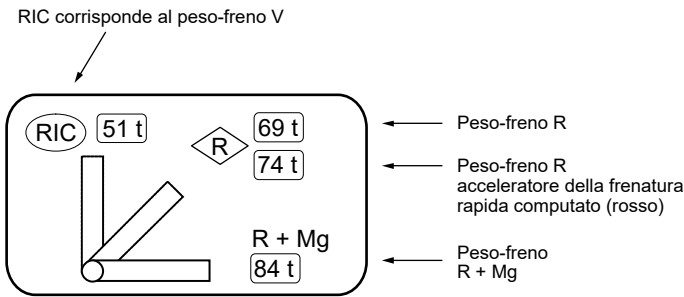 RIC corrisponde al peso-freno V
RIC
51 t
R
69 t
74 t
R + Mg
84 t
Peso-freno R
Peso-freno R
acceleratore della frenatura
rapida computato (rosso)
Peso-freno
R + Mg